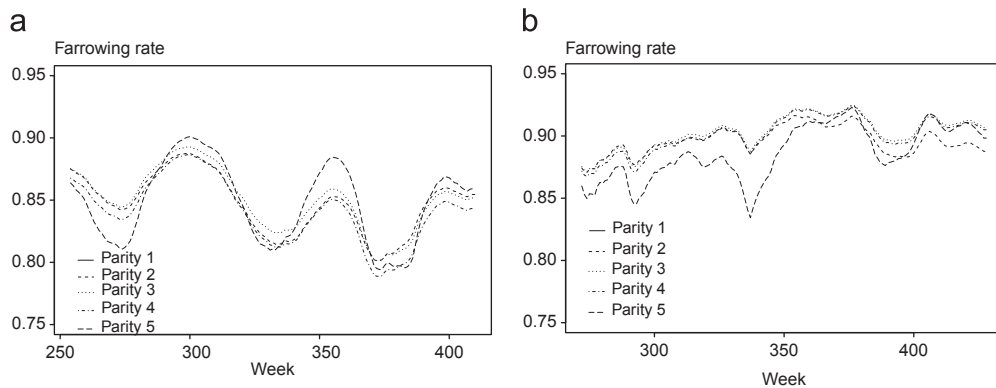 a
Farrowing rate
0.95
0.90
0.85
0.80
0.75
Parity 1
Parity 2
Parity 3
Parity 4
Parity 5
250
300
350
400
Week
b
Farrowing rate
0.95
0.90
0.85
0.80
0.75
Parity 1
Parity 2
Parity 3
Parity 4
Parity 5
300
350
400
Week